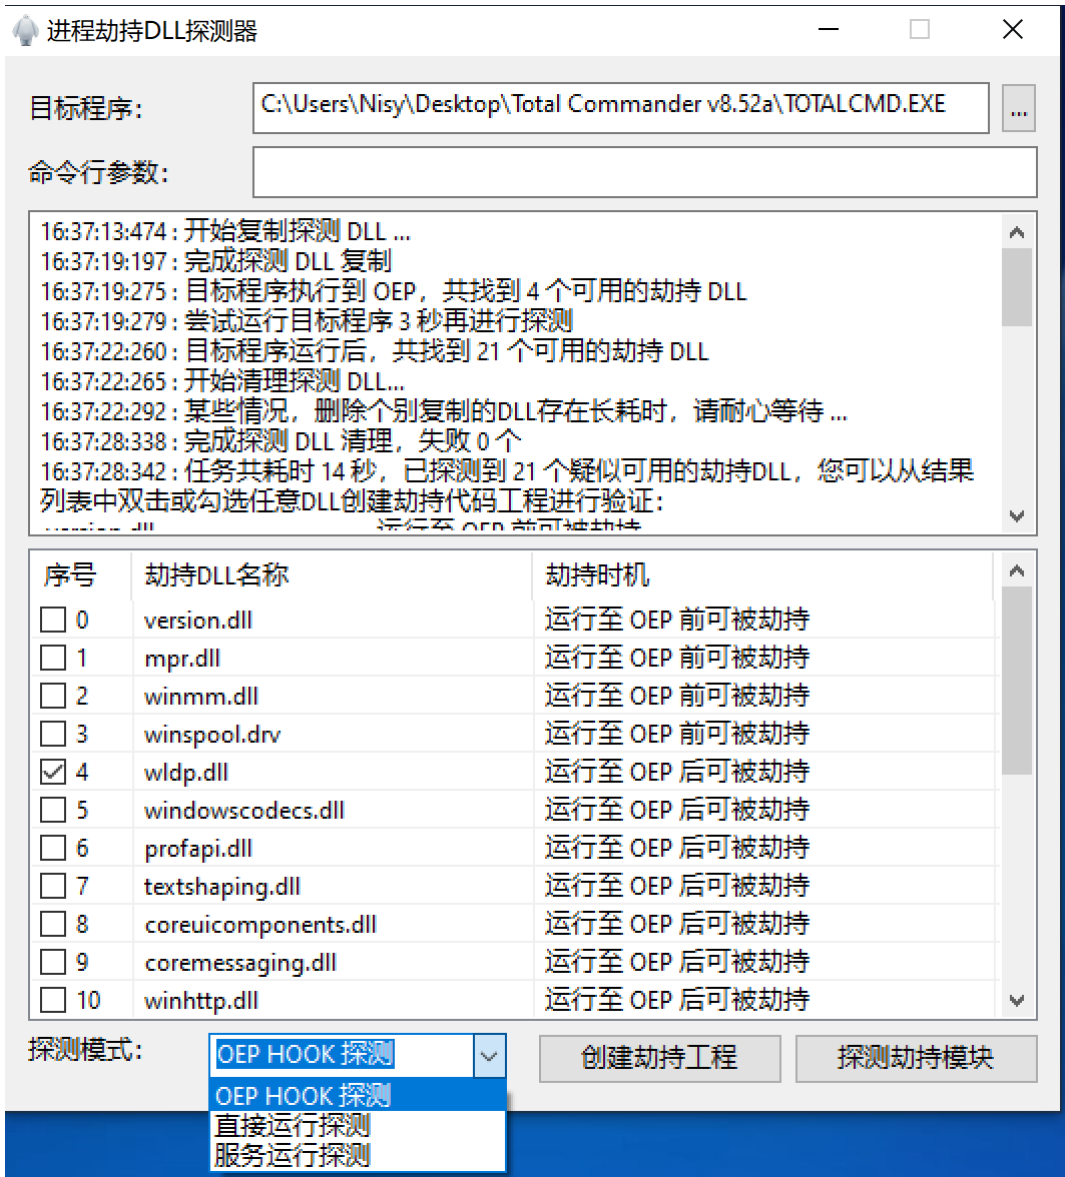 进程劫持DLL探测器
目标程序:
C:\Users\Nisy\Desktop\Total Commander v8.52a\TOTALCMD.EXE
...
命令行参数:
16:37:13:474 : 开始复制探测 DLL ...
16:37:19:197 : 完成探测 DLL 复制
16:37:19:275 : 目标程序执行到 OEP，共找到 4 个可用的劫持 DLL
16:37:19:279 : 尝试运行目标程序 3 秒再进行探测
16:37:22:260 : 目标程序运行后，共找到 21 个可用的劫持 DLL
16:37:22:265 : 开始清理探测 DLL...
16:37:22:292 : 某些情况，删除个别复制的DLL存在长耗时，请耐心等待 ...
16:37:28:338 : 完成探测 DLL 清理，失败 0 个
16:37:28:342 : 任务共耗时 14 秒，已探测到 21 个疑似可用的劫持DLL，您可以从结果
列表中双击或勾选任意DLL创建劫持代码工程进行验证:
version.dll 运行至 OEP 前可被劫持
序号 劫持DLL名称 劫持时机
0 version.dll 运行至 OEP 前可被劫持
1 mpr.dll 运行至 OEP 前可被劫持
2 winmm.dll 运行至 OEP 前可被劫持
3 winspool.drv 运行至 OEP 前可被劫持
4 wldp.dll 运行至 OEP 后可被劫持
5 windowscodecs.dll 运行至 OEP 后可被劫持
6 profapi.dll 运行至 OEP 后可被劫持
7 textshaping.dll 运行至 OEP 后可被劫持
8 coreuicomponents.dll 运行至 OEP 后可被劫持
9 coremessaging.dll 运行至 OEP 后可被劫持
10 winhttp.dll 运行至 OEP 后可被劫持
探测模式:
OEP HOOK 探测
创建劫持工程
探测劫持模块
OEP HOOK 探测
直接运行探测
服务运行探测